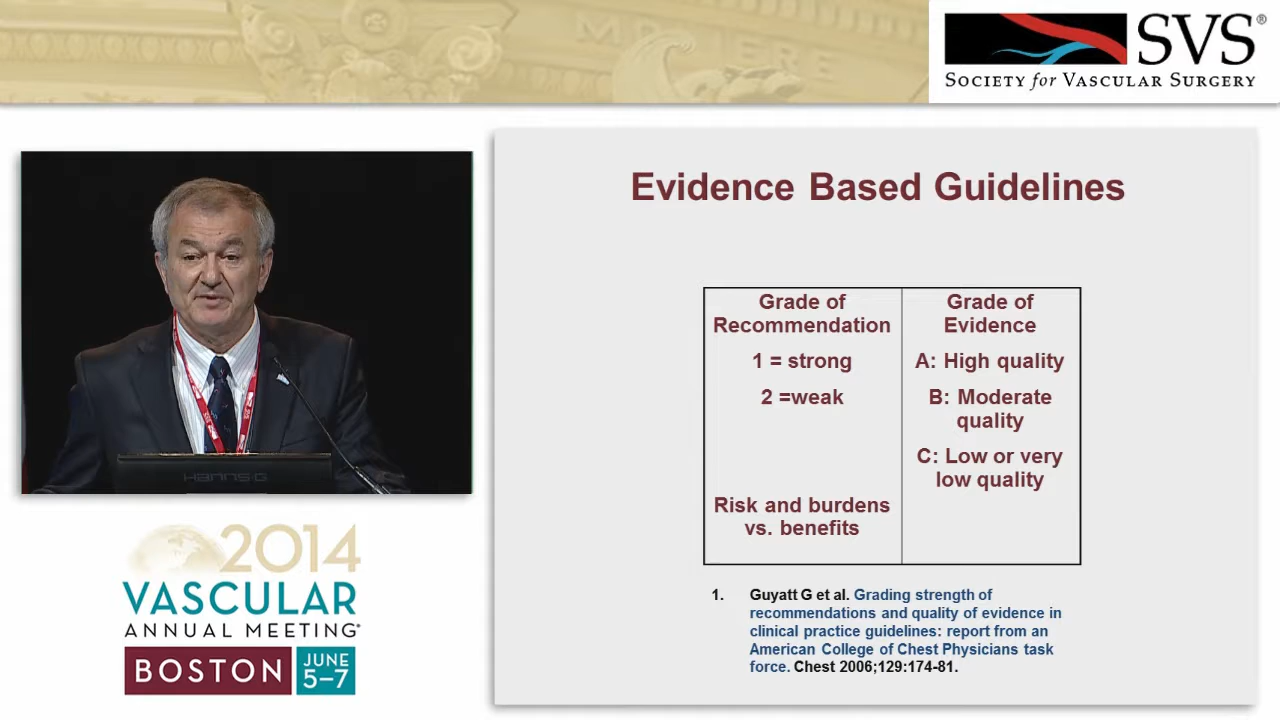 MOLIERE
SVS®
SOCIETY for VASCULAR SURGERY
Evidence Based Guidelines
Grade of
Recommendation
1 = strong
2 =weak
Risk and burdens
vs. benefits
Grade of
Evidence
A: High quality
B: Moderate
quality
C: Low or very
low quality
1. Guyatt G et al. Grading strength of
recommendations and quality of evidence in
clinical practice guidelines: report from an
American College of Chest Physicians task
force. Chest 2006;129:174-81.
HANNS-G
2014
VASCULAR
ANNUAL MEETING®
BOSTON
JUNE
5–7